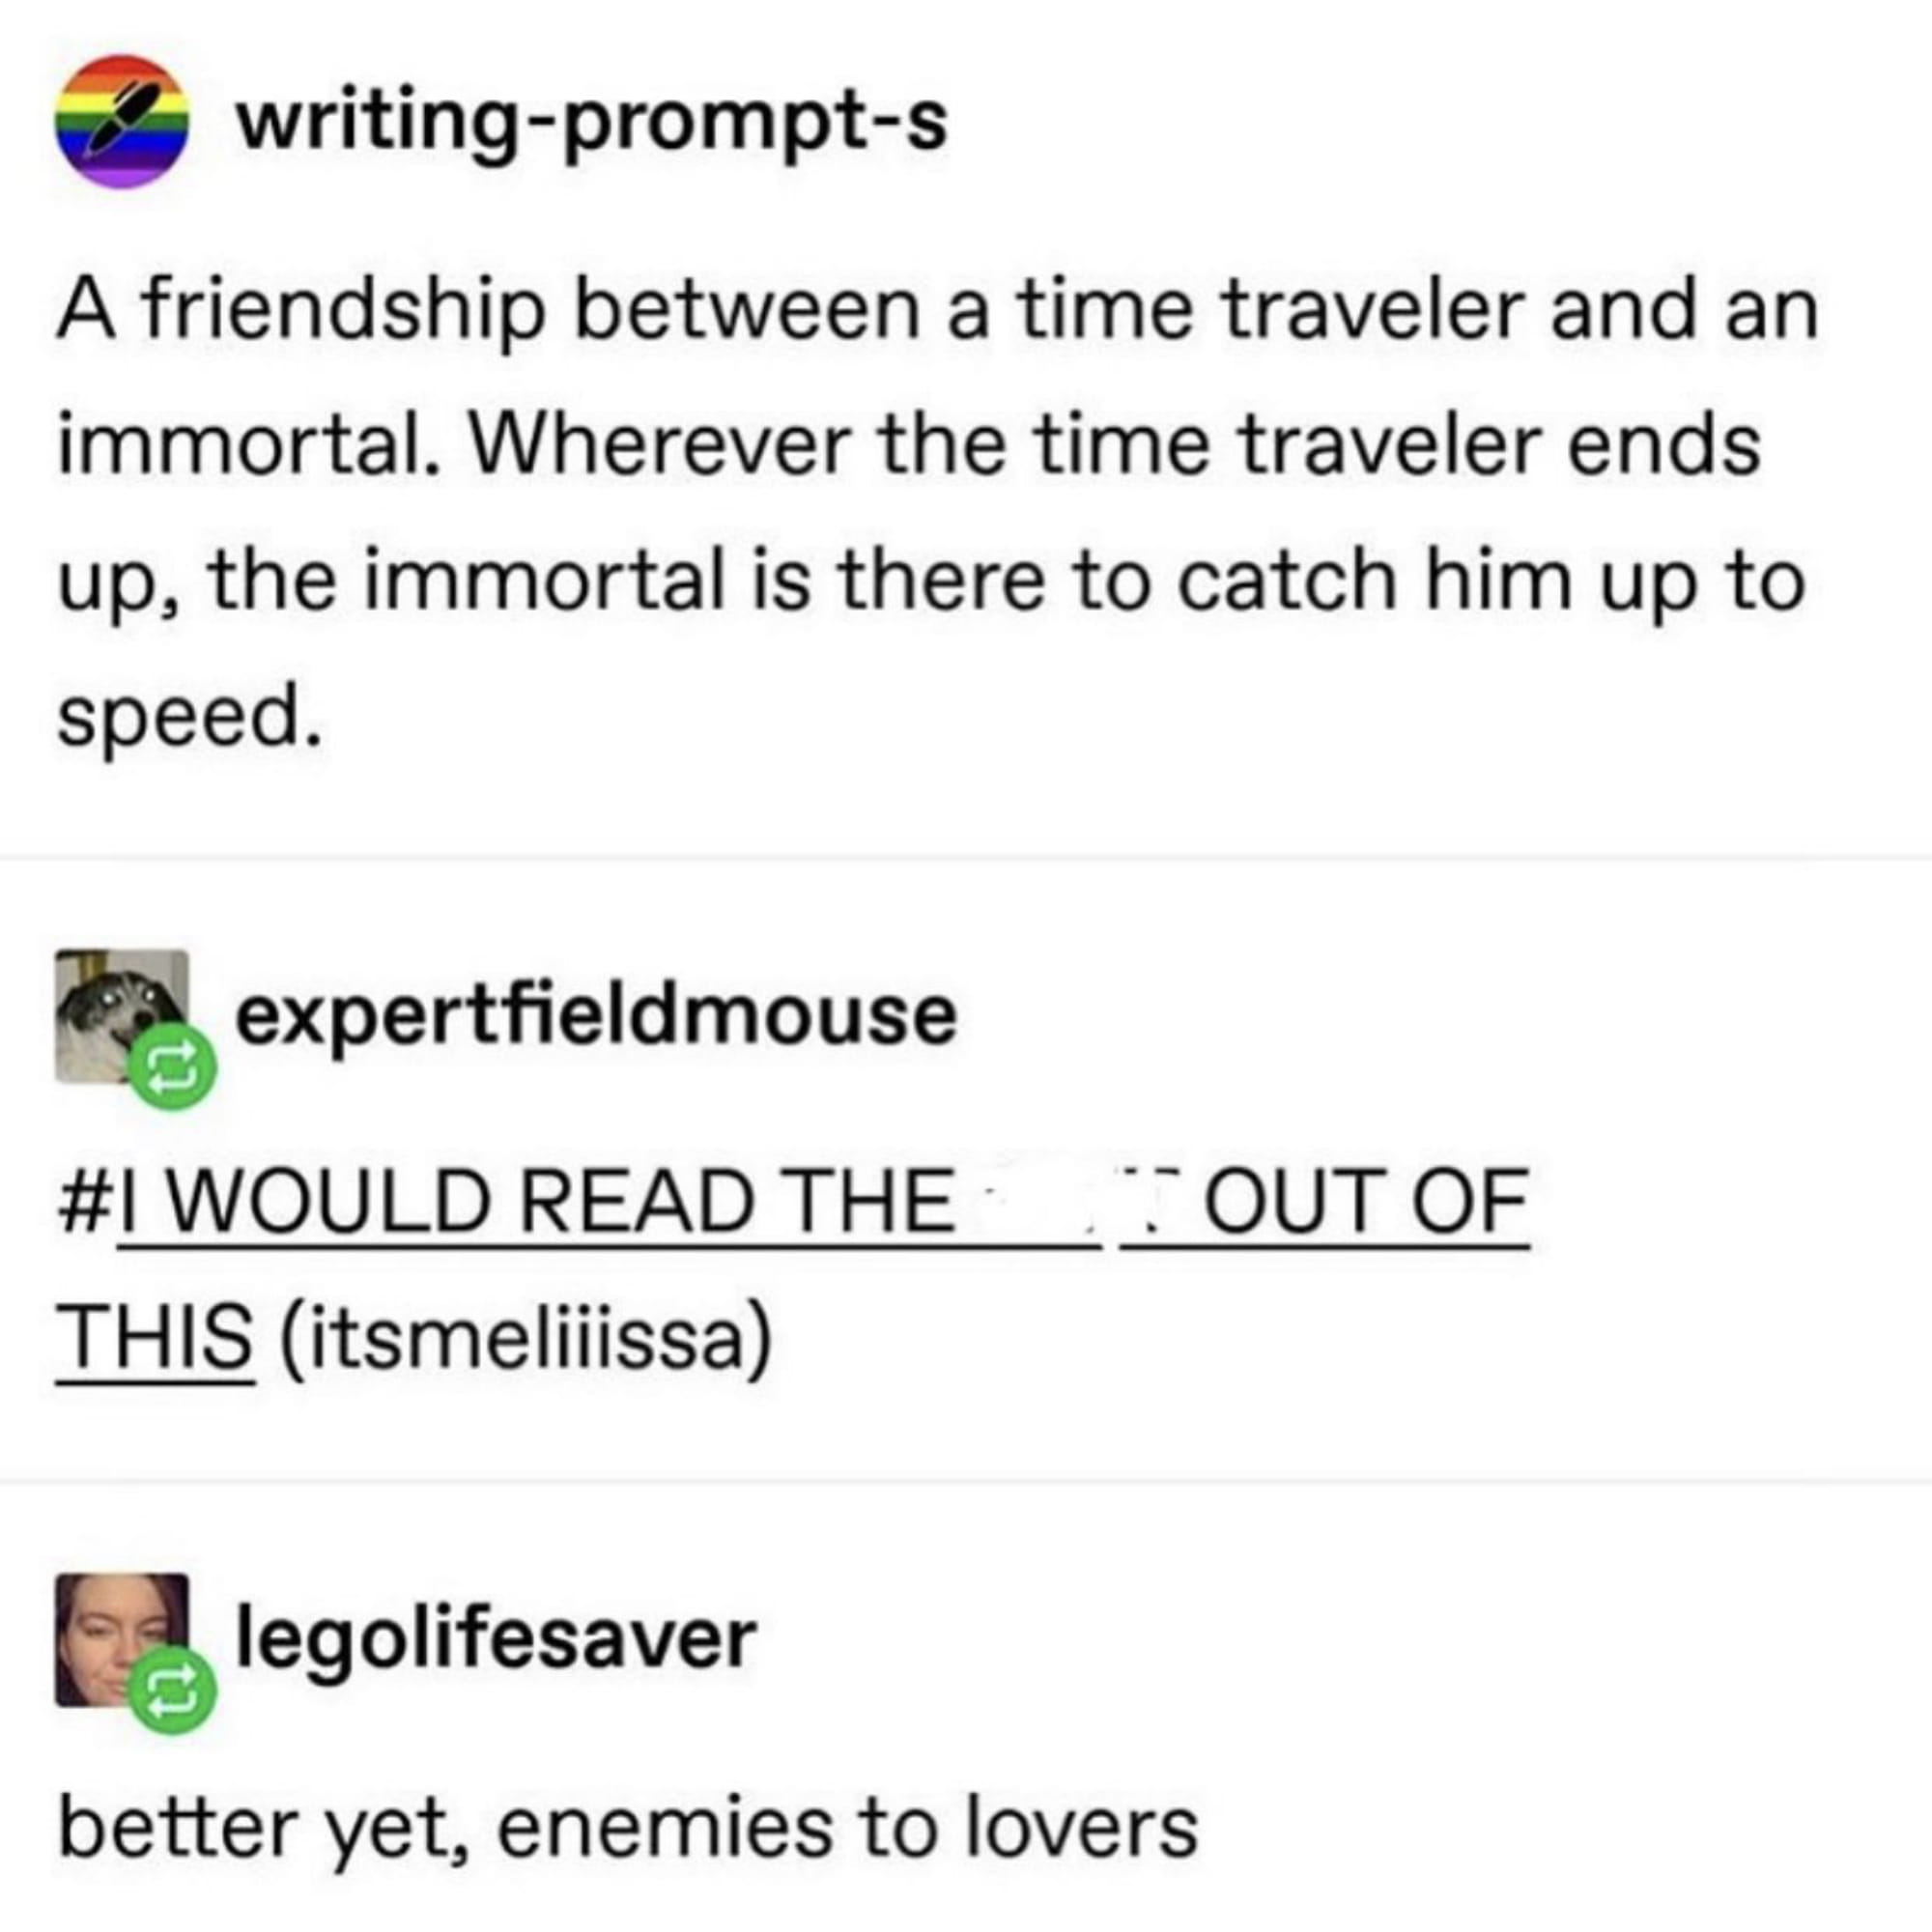 writing-prompt-s
A friendship between a time traveler and an
immortal. Wherever the time traveler ends
up, the immortal is there to catch him up to
speed.
expertfieldmouse
#I WOULD READ THE OUT OF
THIS (itsmeliiissa)
legolifesaver
better yet, enemies to lovers